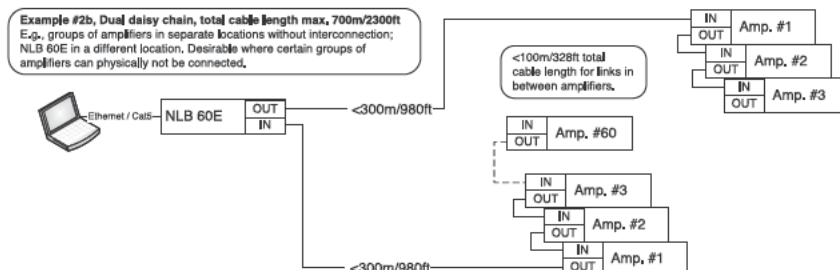 Example #2b, Dual daisy chain, total cable length max, 700m/2300ft
E.g., groups of amplifiers in separate locations without interconnection;
NLB 60E in a different location. Desirable where certain groups of
amplifiers can physically not be connected.
IN
OUT
Amp. #1
IN
OUT
Amp. #2
IN
OUT
Amp. #3
<100m/328ft total
cable length for links in
between amplifiers.
Ethernet / Cat5
NLB 60E
OUT
IN
<300m/980ft
IN
OUT
Amp. #60
IN
OUT
Amp. #3
IN
OUT
Amp. #2
IN
OUT
Amp. #1
<300m/980ft